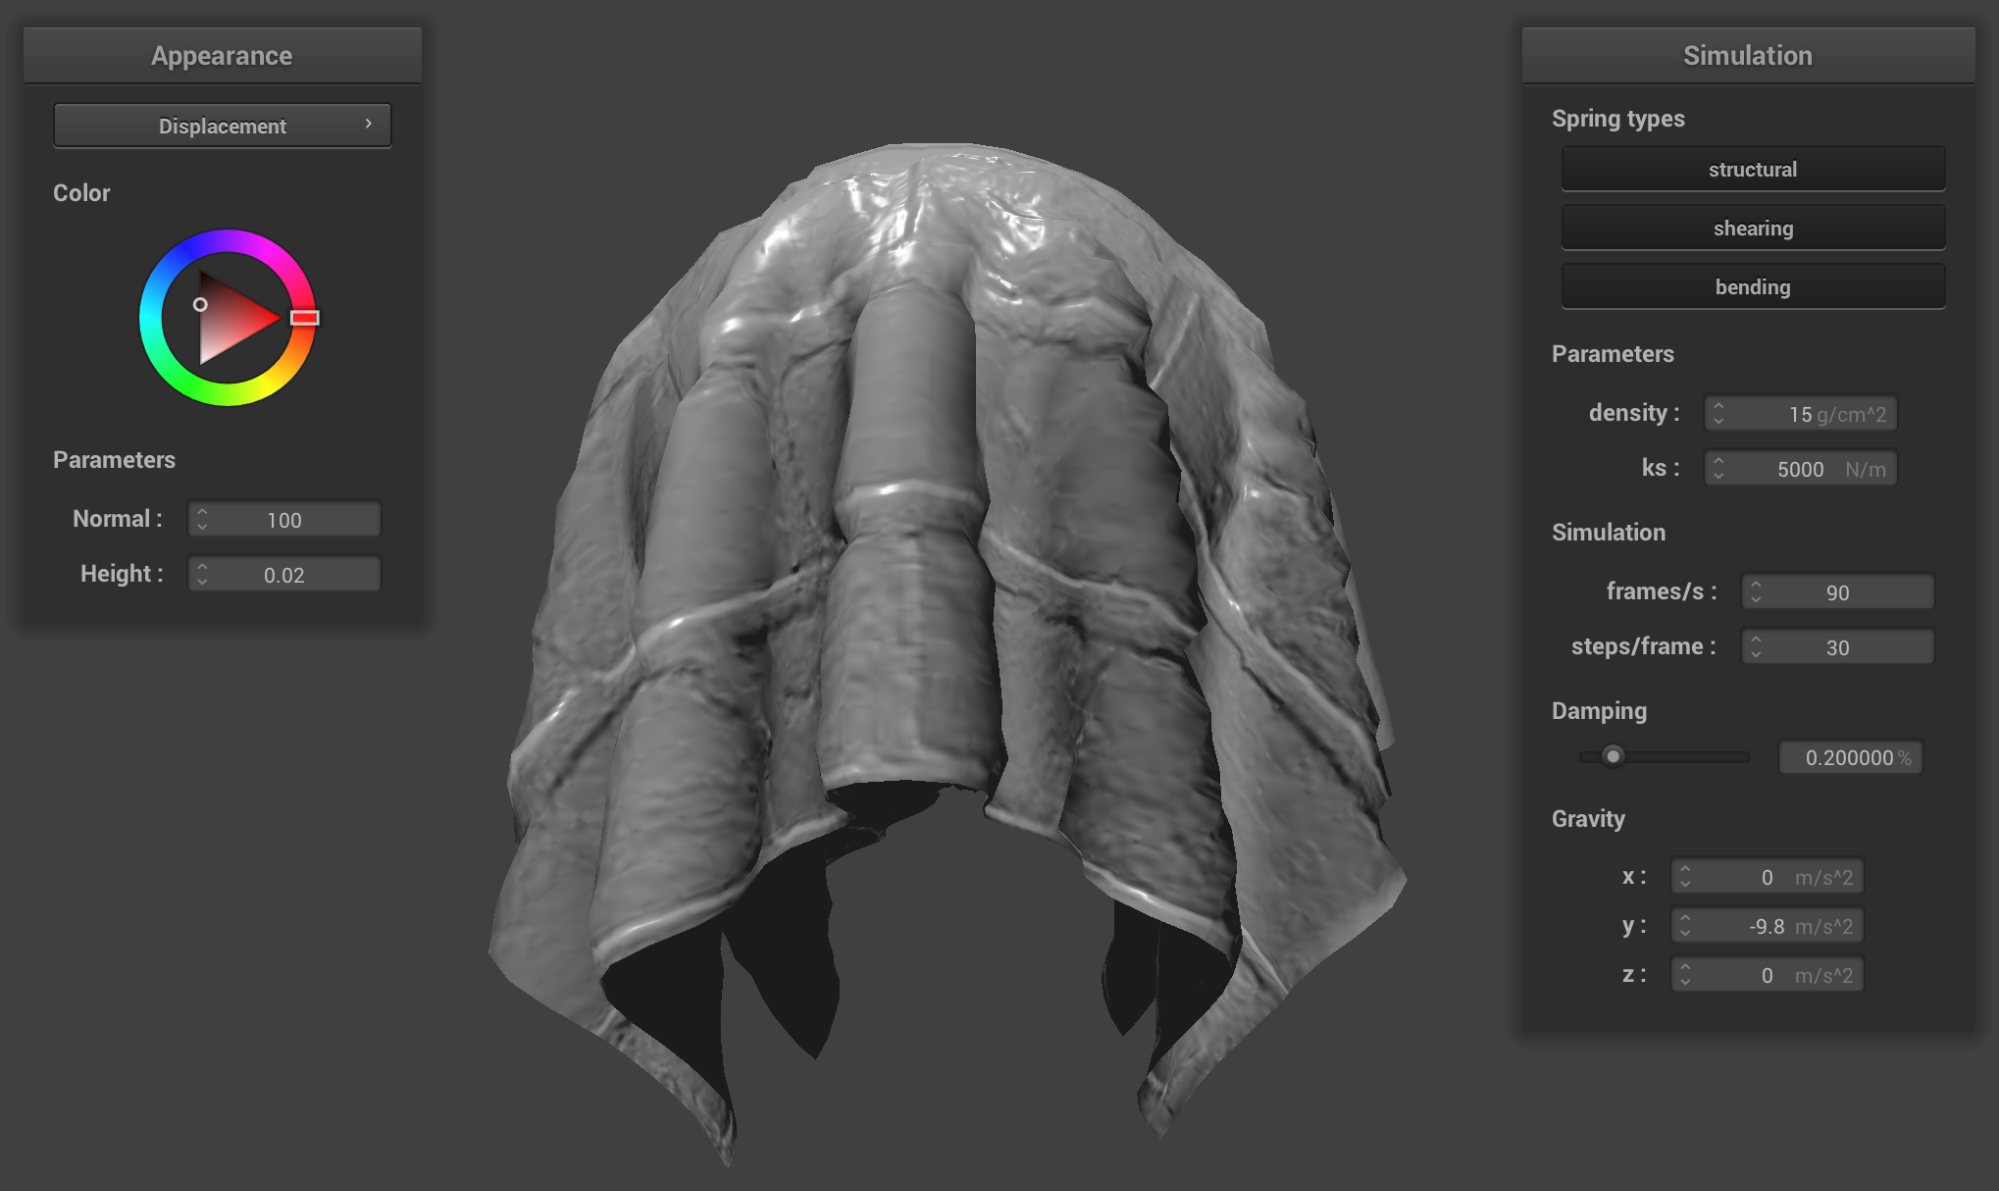 Appearance
Displacement
Color
Parameters
Normal : 100
Height : 0.02
Simulation
Spring types
structural
shearing
bending
Parameters
density : 15 g/cm^2
ks : 5000 N/m
Simulation
frames/s : 90
steps/frame : 30
Damping
0.200000 %
Gravity
x : 0 m/s^2
y : -9.8 m/s^2
z : 0 m/s^2